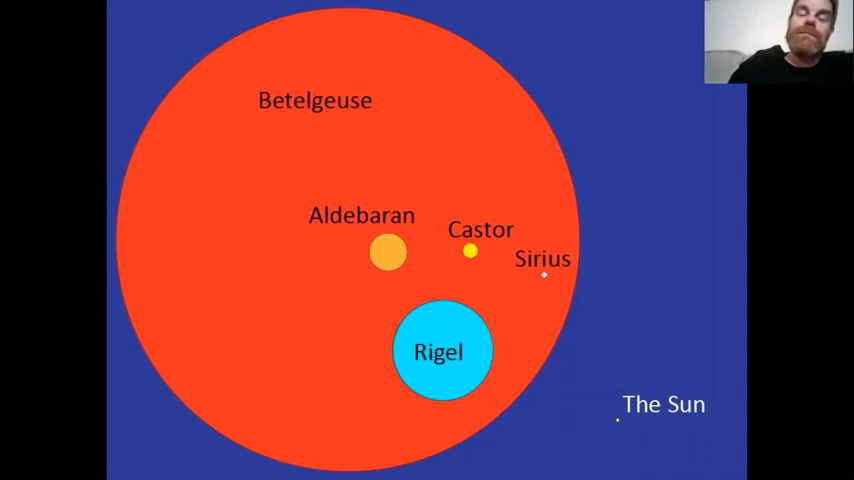 Betelgeuse
Aldebaran
Castor
Sirius
Rigel
The Sun